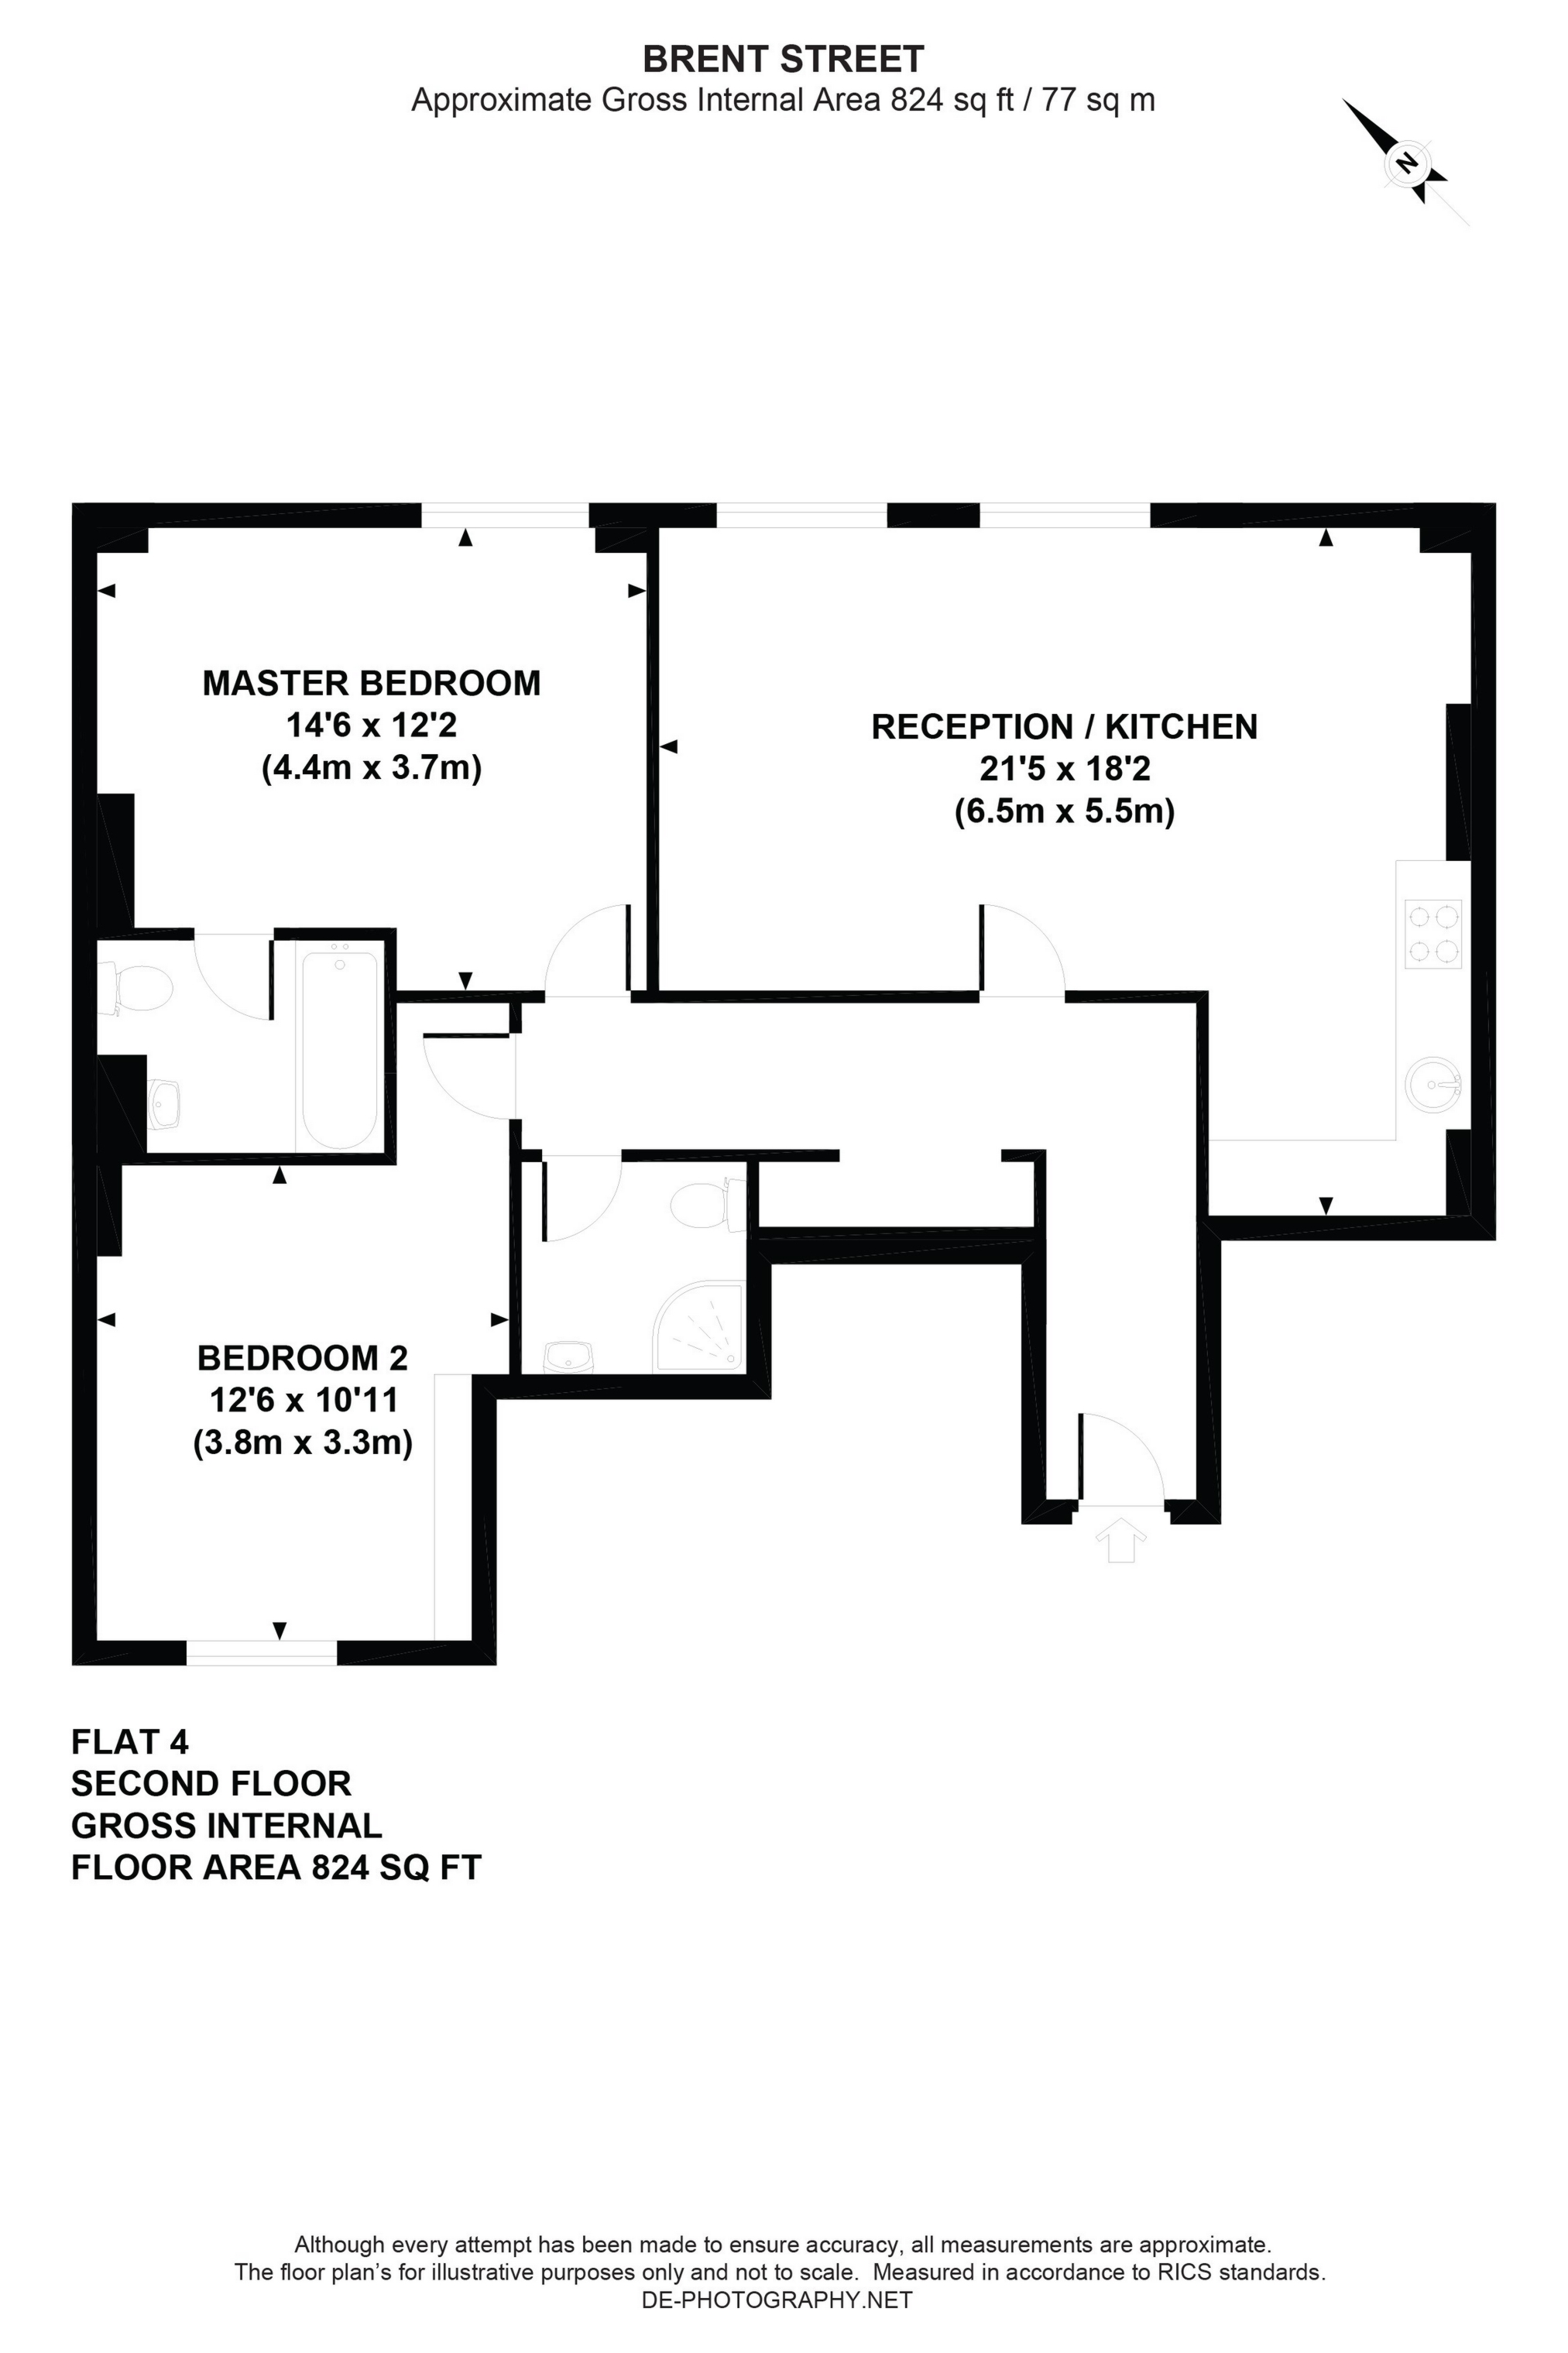 BRENT STREET
Approximate Gross Internal Area 824 sq ft / 77 sq m
N
MASTER BEDROOM
14'6 x 12'2
(4.4m x 3.7m)
RECEPTION / KITCHEN
21'5 x 18'2
(6.5m x 5.5m)
BEDROOM 2
12'6 x 10'11
(3.8m x 3.3m)
FLAT 4
SECOND FLOOR
GROSS INTERNAL
FLOOR AREA 824 SQ FT
Although every attempt has been made to ensure accuracy, all measurements are approximate.
The floor plan’s for illustrative purposes only and not to scale.  Measured in accordance to RICS standards.
DE-PHOTOGRAPHY.NET